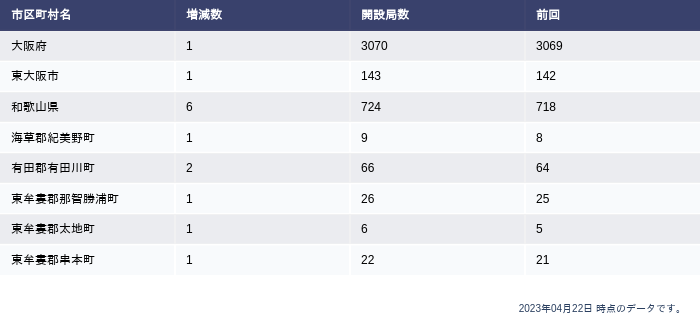 市区町村名 増減数 開設局数 前回
大阪府 1 3070 3069
東大阪市 1 143 142
和歌山県 6 724 718
海草郡紀美野町 1 9 8
有田郡有田川町 2 66 64
東牟婁郡那智勝浦町 1 26 25
東牟婁郡太地町 1 6 5
東牟婁郡串本町 1 22 21
2023年04月22日 時点のデータです。